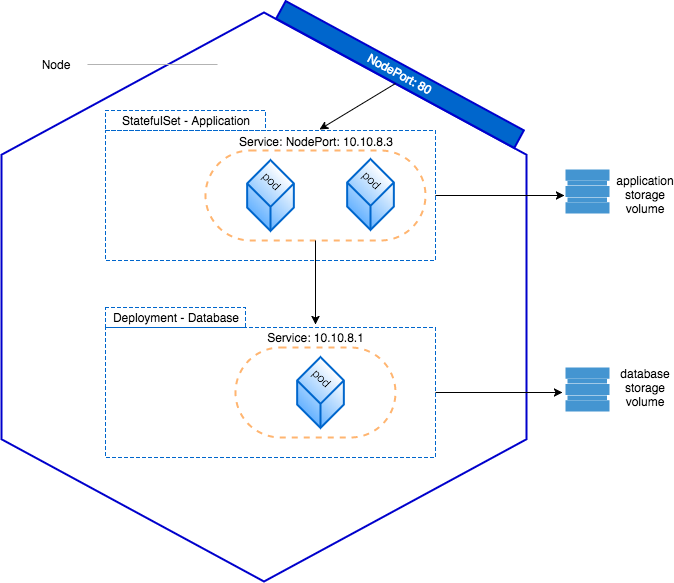 NodePort: 80
Node
StatefulSet - Application
Service: NodePort: 10.10.8.3
pod
pod
application
storage
volume
Deployment - Database
Service: 10.10.8.1
pod
database
storage
volume